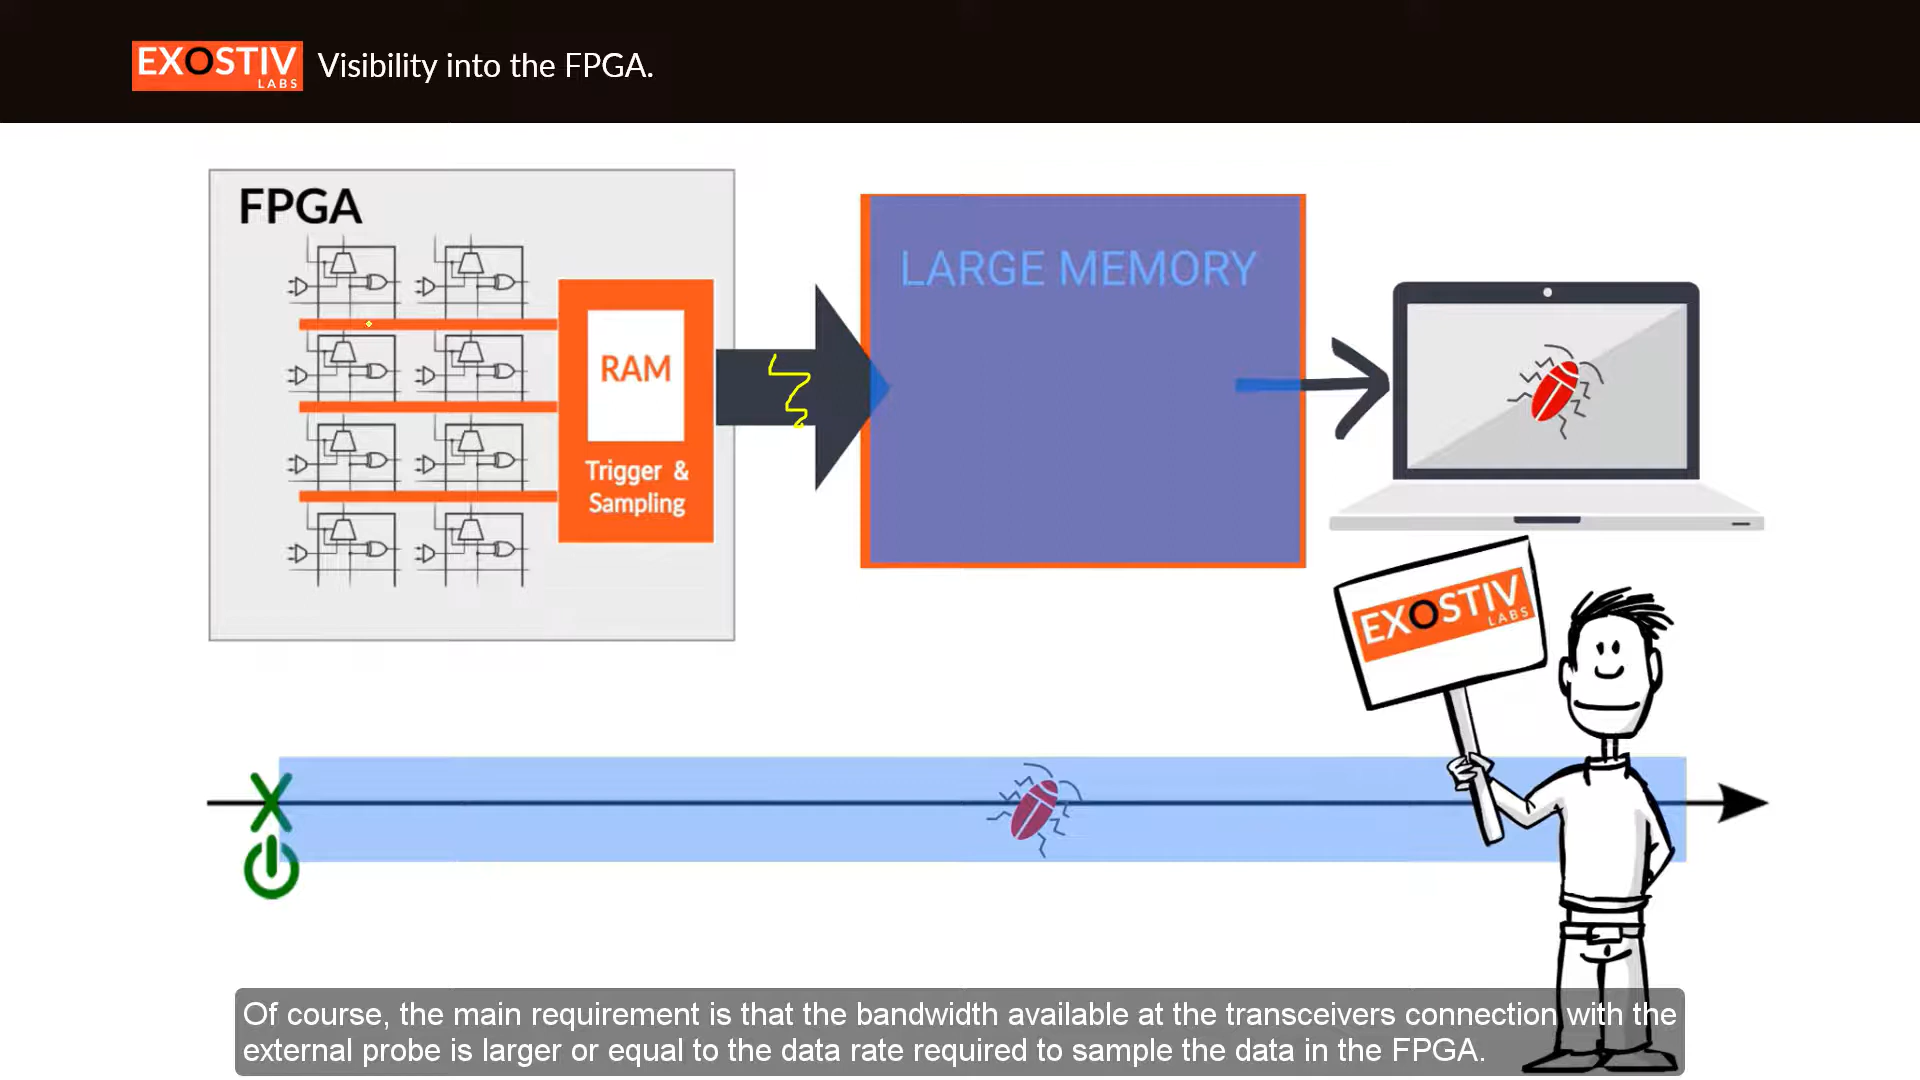 EXOSTIV LABS Visibility into the FPGA.
FPGA
LARGE MEMORY
RAM
Trigger &
Sampling
EXOSTIV
LABS
Of course, the main requirement is that the bandwidth available at the transceivers connection with the
external probe is larger or equal to the data rate required to sample the data in the FPGA.